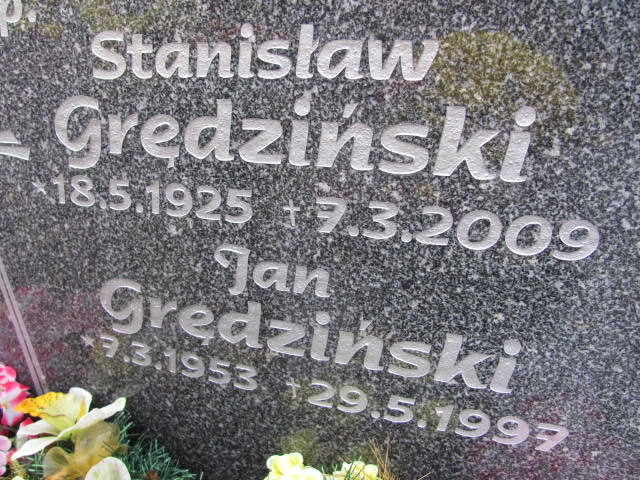 p.
Stanisław
Grędziński
*18.5.1925 +7.3.2009
Jan
Grędziński
*7.3.1953 +29.5.1997